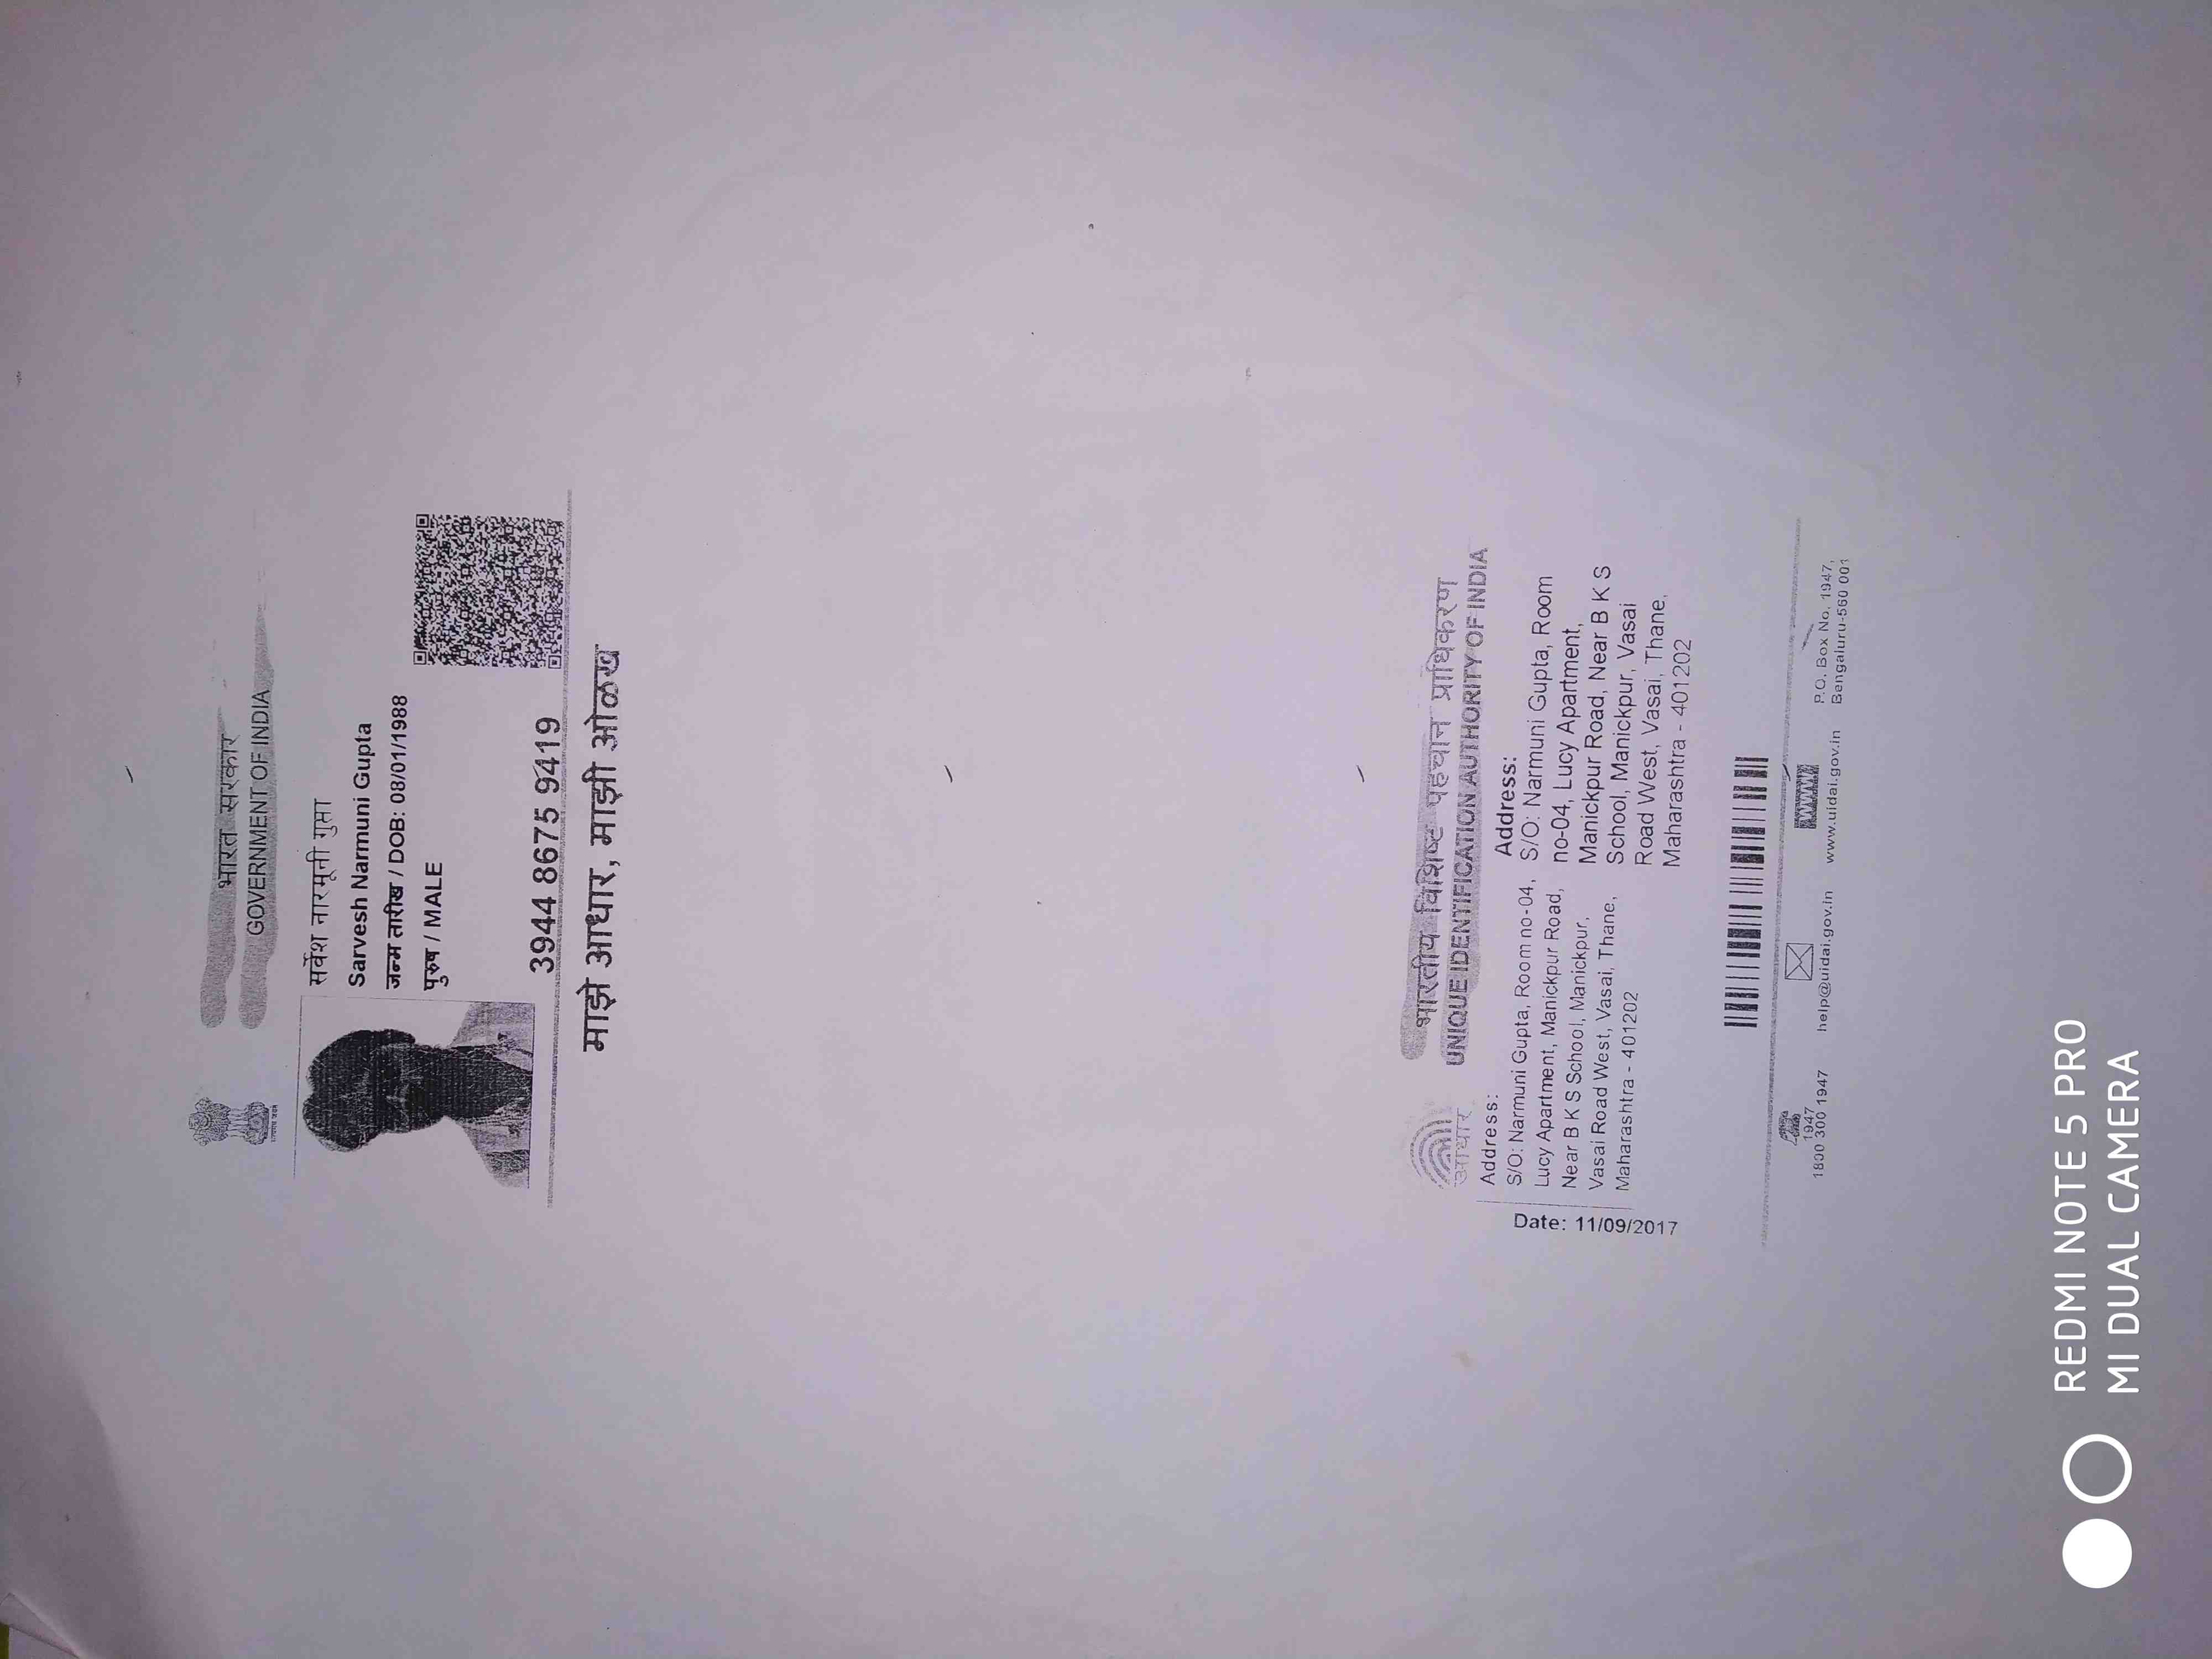 भारत सरकार
GOVERNMENT OF INDIA
सर्वेश नारमूनी गुप्ता
Sarvesh Narmuni Gupta
जन्म तारीख / DOB: 08/01/1988
पुरुष / MALE
3944 8675 9419
माझे आधार, माझी ओळख
भारतीय विशिष्ट पहचान प्राधिकरण
UNIQUE IDENTIFICATION AUTHORITY OF INDIA
आधार
Address:
S/O: Narmuni Gupta, Room no-04,
Lucy Apartment, Manickpur Road,
Near B K S School, Manickpur,
Vasai Road West, Vasai, Thane,
Maharashtra - 401202
Address:
S/O: Narmuni Gupta, Room
no-04, Lucy Apartment,
Manickpur Road, Near B K S
School, Manickpur, Vasai
Road West, Vasai, Thane,
Maharashtra - 401202
Date: 11/09/2017
1947
1800 300 1947
help@uidai.gov.in
WWW
www.uidai.gov.in
P.O. Box No. 1947,
Bengaluru-560 001
REDMI NOTE 5 PRO
MI DUAL CAMERA